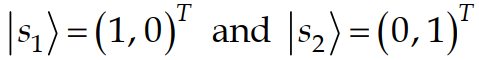 |s₁⟩ = (1, 0)ᵀ and |s₂⟩ = (0, 1)ᵀ